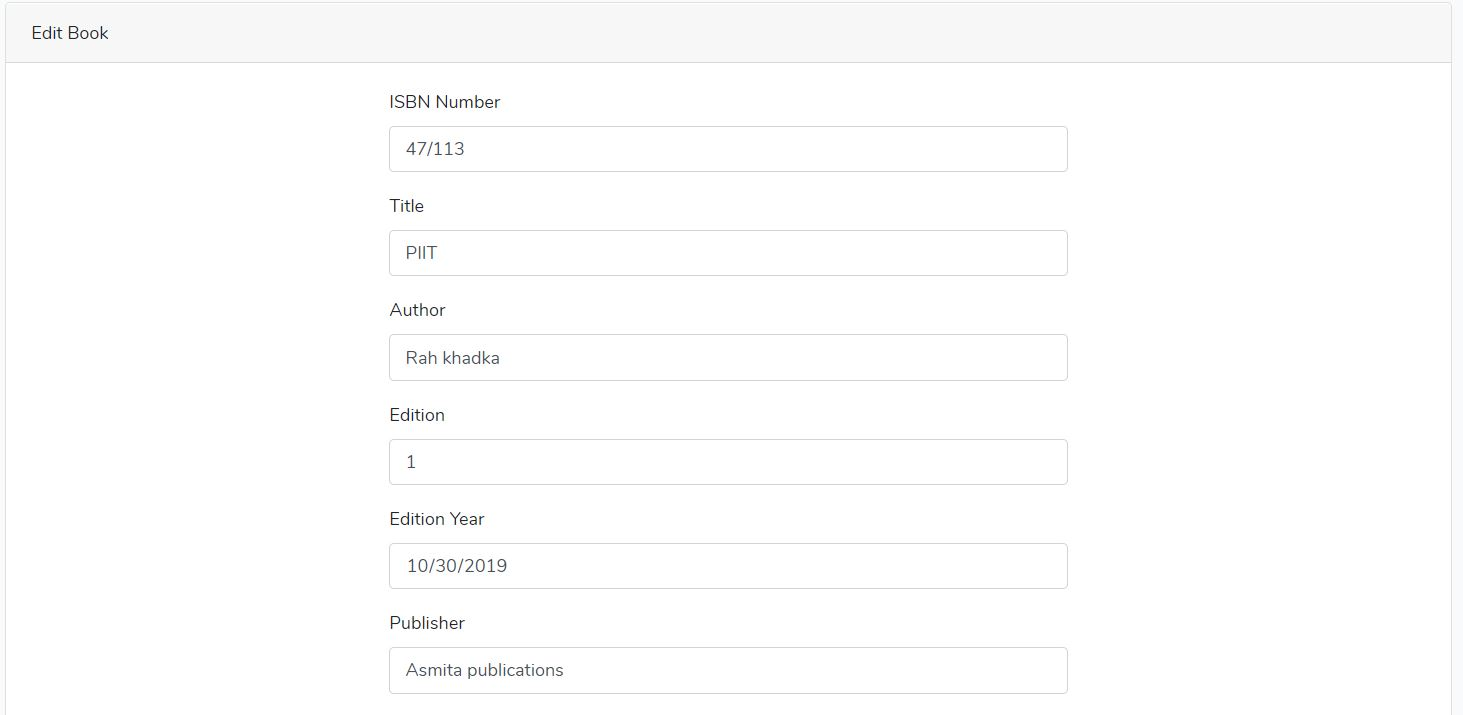 Edit Book
ISBN Number
47/113
Title
PIIT
Author
Rah khadka
Edition
1
Edition Year
10/30/2019
Publisher
Asmita publications